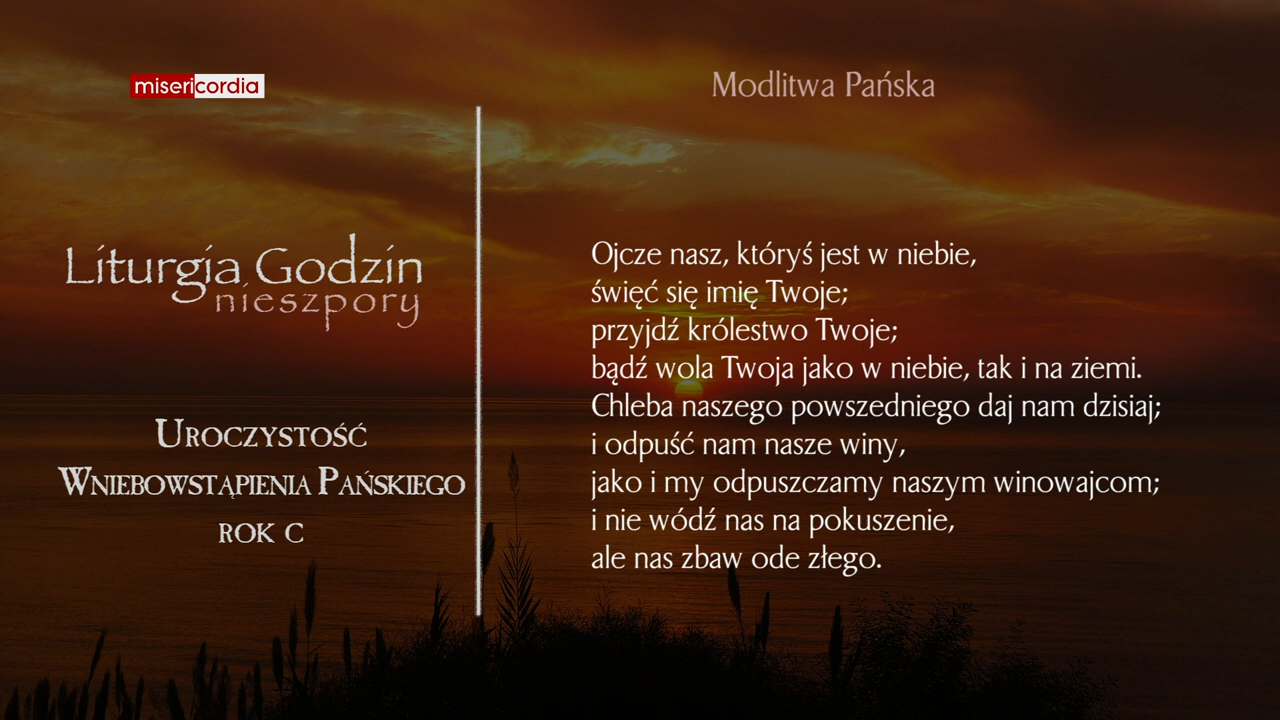 misericordia
Liturgia Godzin
nieszpory
Uroczystość
Wniebowstąpienia Pańskiego
rok C
Modlitwa Pańska
Ojcze nasz, któryś jest w niebie,
święć się imię Twoje;
przyjdź królestwo Twoje;
bądź wola Twoja jako w niebie, tak i na ziemi.
Chleba naszego powszedniego daj nam dzisiaj;
i odpuść nam nasze winy,
jako i my odpuszczamy naszym winowajcom;
i nie wódź nas na pokuszenie,
ale nas zbaw ode złego.